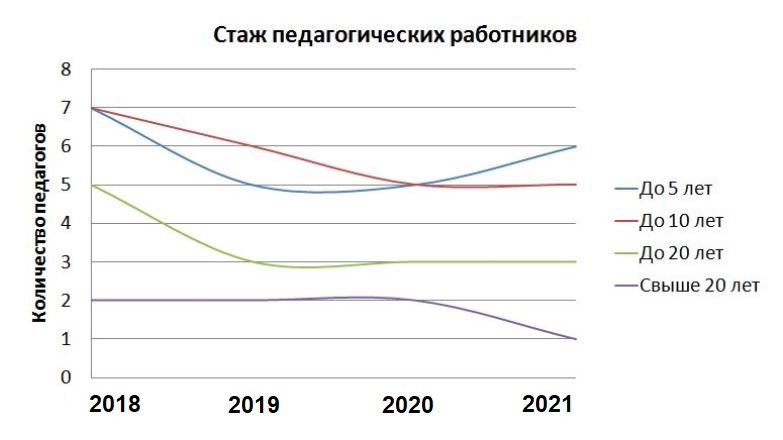 Стаж педагогических работников
Количество педагогов
8
7
6
5
4
3
2
1
0
2018 2019 2020 2021
До 5 лет
До 10 лет
До 20 лет
Свыше 20 лет